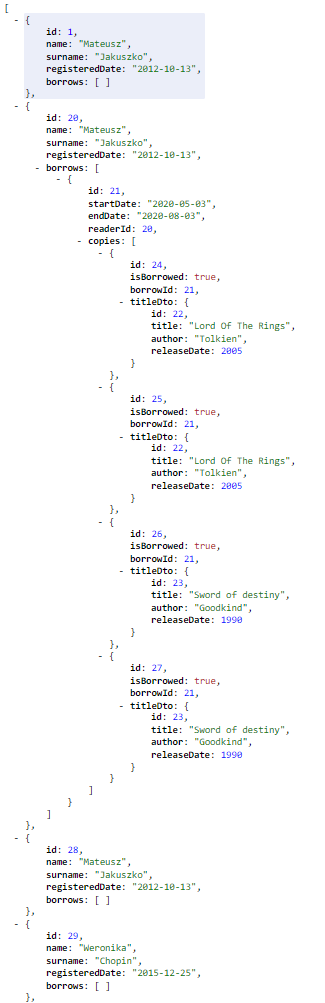 [
- {
id: 1,
name: "Mateusz",
surname: "Jakuszko",
registeredDate: "2012-10-13",
borrows: [ ]
},
- {
id: 20,
name: "Mateusz",
surname: "Jakuszko",
registeredDate: "2012-10-13",
- borrows: [
- {
id: 21,
startDate: "2020-05-03",
endDate: "2020-08-03",
readerId: 20,
- copies: [
- {
id: 24,
isBorrowed: true,
borrowId: 21,
- titleDto: {
id: 22,
title: "Lord Of The Rings",
author: "Tolkien",
releaseDate: 2005
}
},
- {
id: 25,
isBorrowed: true,
borrowId: 21,
- titleDto: {
id: 22,
title: "Lord Of The Rings",
author: "Tolkien",
releaseDate: 2005
}
},
- {
id: 26,
isBorrowed: true,
borrowId: 21,
- titleDto: {
id: 23,
title: "Sword of destiny",
author: "Goodkind",
releaseDate: 1990
}
},
- {
id: 27,
isBorrowed: true,
borrowId: 21,
- titleDto: {
id: 23,
title: "Sword of destiny",
author: "Goodkind",
releaseDate: 1990
}
}
]
}
]
},
- {
id: 28,
name: "Mateusz",
surname: "Jakuszko",
registeredDate: "2012-10-13",
borrows: [ ]
},
- {
id: 29,
name: "Weronika",
surname: "Chopin",
registeredDate: "2015-12-25",
borrows: [ ]
},